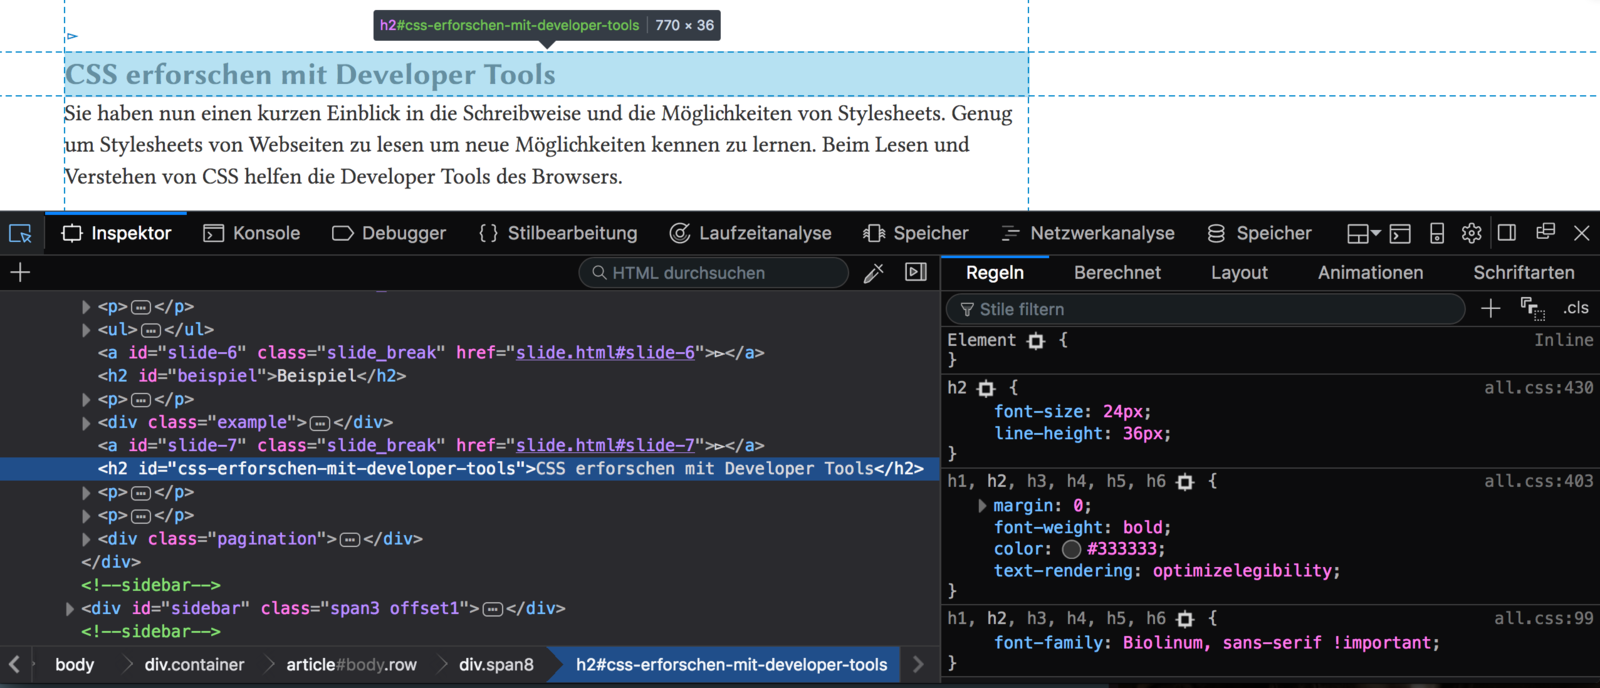 h2#css-erforschen-mit-developer-tools 770 × 36
CSS erforschen mit Developer Tools
Sie haben nun einen kurzen Einblick in die Schreibweise und die Möglichkeiten von Stylesheets. Genug
um Stylesheets von Webseiten zu lesen um neue Möglichkeiten kennen zu lernen. Beim Lesen und
Verstehen von CSS helfen die Developer Tools des Browsers.
Inspektor Konsole Debugger {} Stilbearbeitung Laufzeitanalyse Speicher Netzwerkanalyse Speicher
HTML durchsuchen
<p>…</p>
<ul>…</ul>
<a id="slide-6" class="slide_break" href="slide.html#slide-6">▻</a>
<h2 id="beispiel">Beispiel</h2>
<p>…</p>
<div class="example">…</div>
<a id="slide-7" class="slide_break" href="slide.html#slide-7">▻</a>
<h2 id="css-erforschen-mit-developer-tools">CSS erforschen mit Developer Tools</h2>
<p>…</p>
<p>…</p>
<div class="pagination">…</div>
</div>
<!--sidebar-->
<div id="sidebar" class="span3 offset1">…</div>
<!--sidebar-->
body div.container article#body.row div.span8 h2#css-erforschen-mit-developer-tools
Regeln Berechnet Layout Animationen Schriftarten
Stile filtern .cls
Element { Inline
}
h2 { all.css:430
font-size: 24px;
line-height: 36px;
}
h1, h2, h3, h4, h5, h6 { all.css:403
margin: 0;
font-weight: bold;
color: #333333;
text-rendering: optimizelegibility;
}
h1, h2, h3, h4, h5, h6 { all.css:99
font-family: Biolinum, sans-serif !important;
}